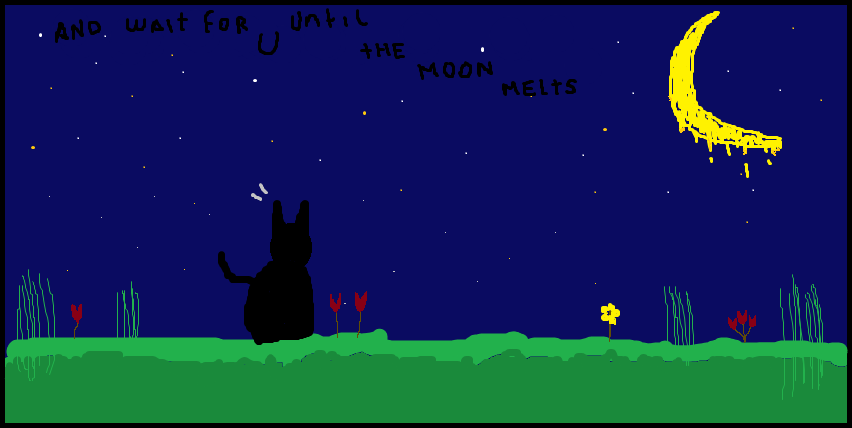 AND WAIT FOR U UNTIL
THE
MOON
MELTS